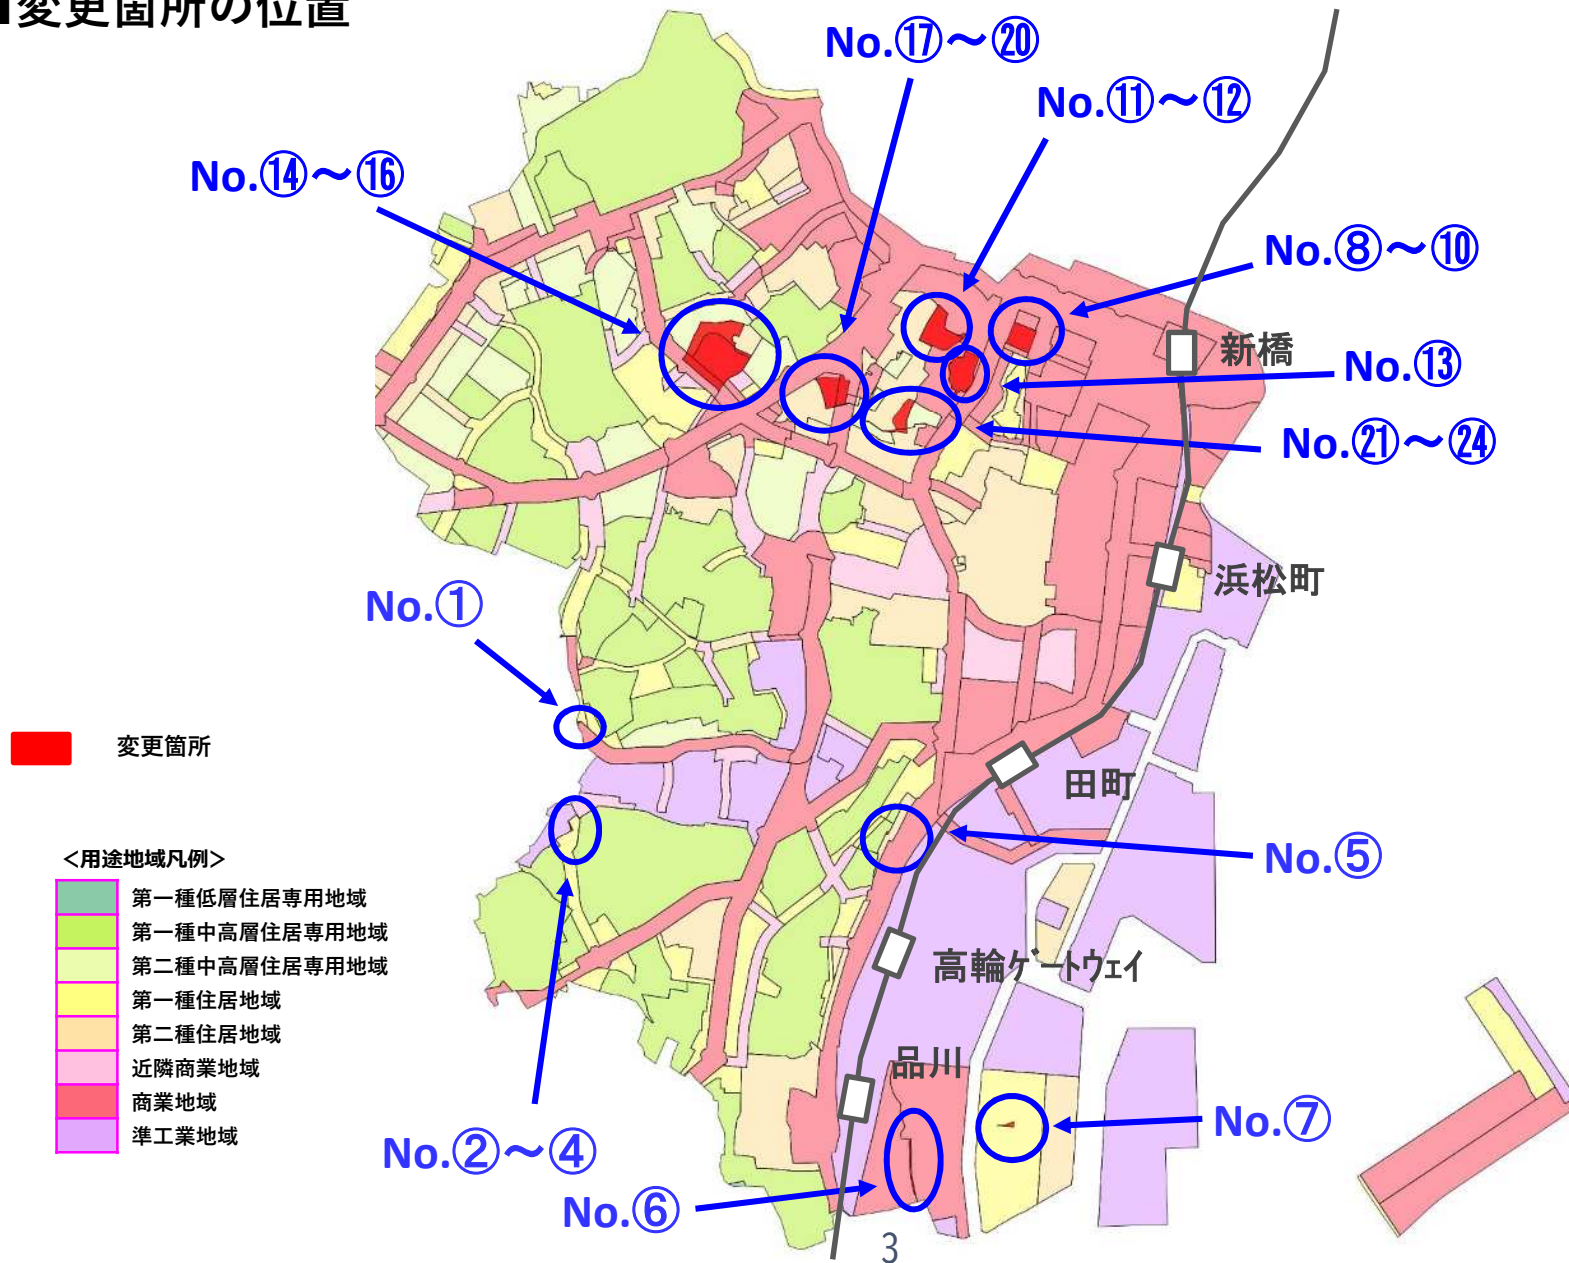 ■変更箇所の位置
No.⑰～⑳
No.⑪～⑫
No.⑭～⑯
No.⑧～⑩
新橋
No.⑬
No.㉑～㉔
浜松町
No.①
変更箇所
田町
No.⑤
＜用途地域凡例＞
第一種低層住居専用地域
第一種中高層住居専用地域
第二種中高層住居専用地域
第一種住居地域
第二種住居地域
近隣商業地域
商業地域
準工業地域
高輪ｹﾞｰﾄｳｪｲ
品川
No.⑦
No.②～④
No.⑥
3